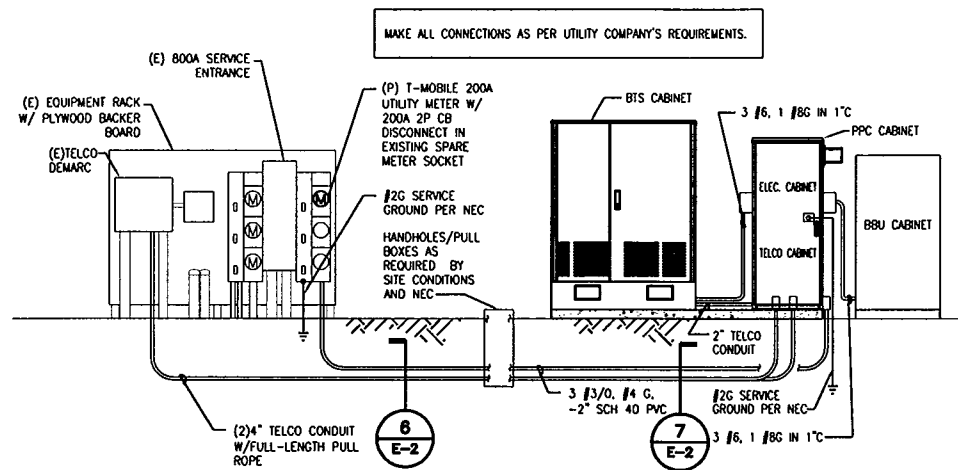 MAKE ALL CONNECTIONS AS PER UTILITY COMPANY'S REQUIREMENTS.
(E) 800A SERVICE
ENTRANCE
(E) EQUIPMENT RACK
W/ PLYWOOD BACKER
BOARD
(E)TELCO
DEMARC
(P) T-MOBILE 200A
UTILITY METER W/
200A 2P CB
DISCONNECT IN
EXISTING SPARE
METER SOCKET
#2G SERVICE
GROUND PER NEC
HANDHOLES/PULL
BOXES AS
REQUIRED BY
SITE CONDITIONS
AND NEC
M
M
M
M
BTS CABINET
3 #6, 1 #8G IN 1"C
PPC CABINET
ELEC. CABINET
TELCO CABINET
BBU CABINET
2" TELCO
CONDUIT
3 #3/0, #4 G,
-2" SCH 40 PVC
#2G SERVICE
GROUND PER NEC
3 #6, 1 #8G IN 1"C
(2)4" TELCO CONDUIT
W/FULL-LENGTH PULL
ROPE
6
E-2
7
E-2